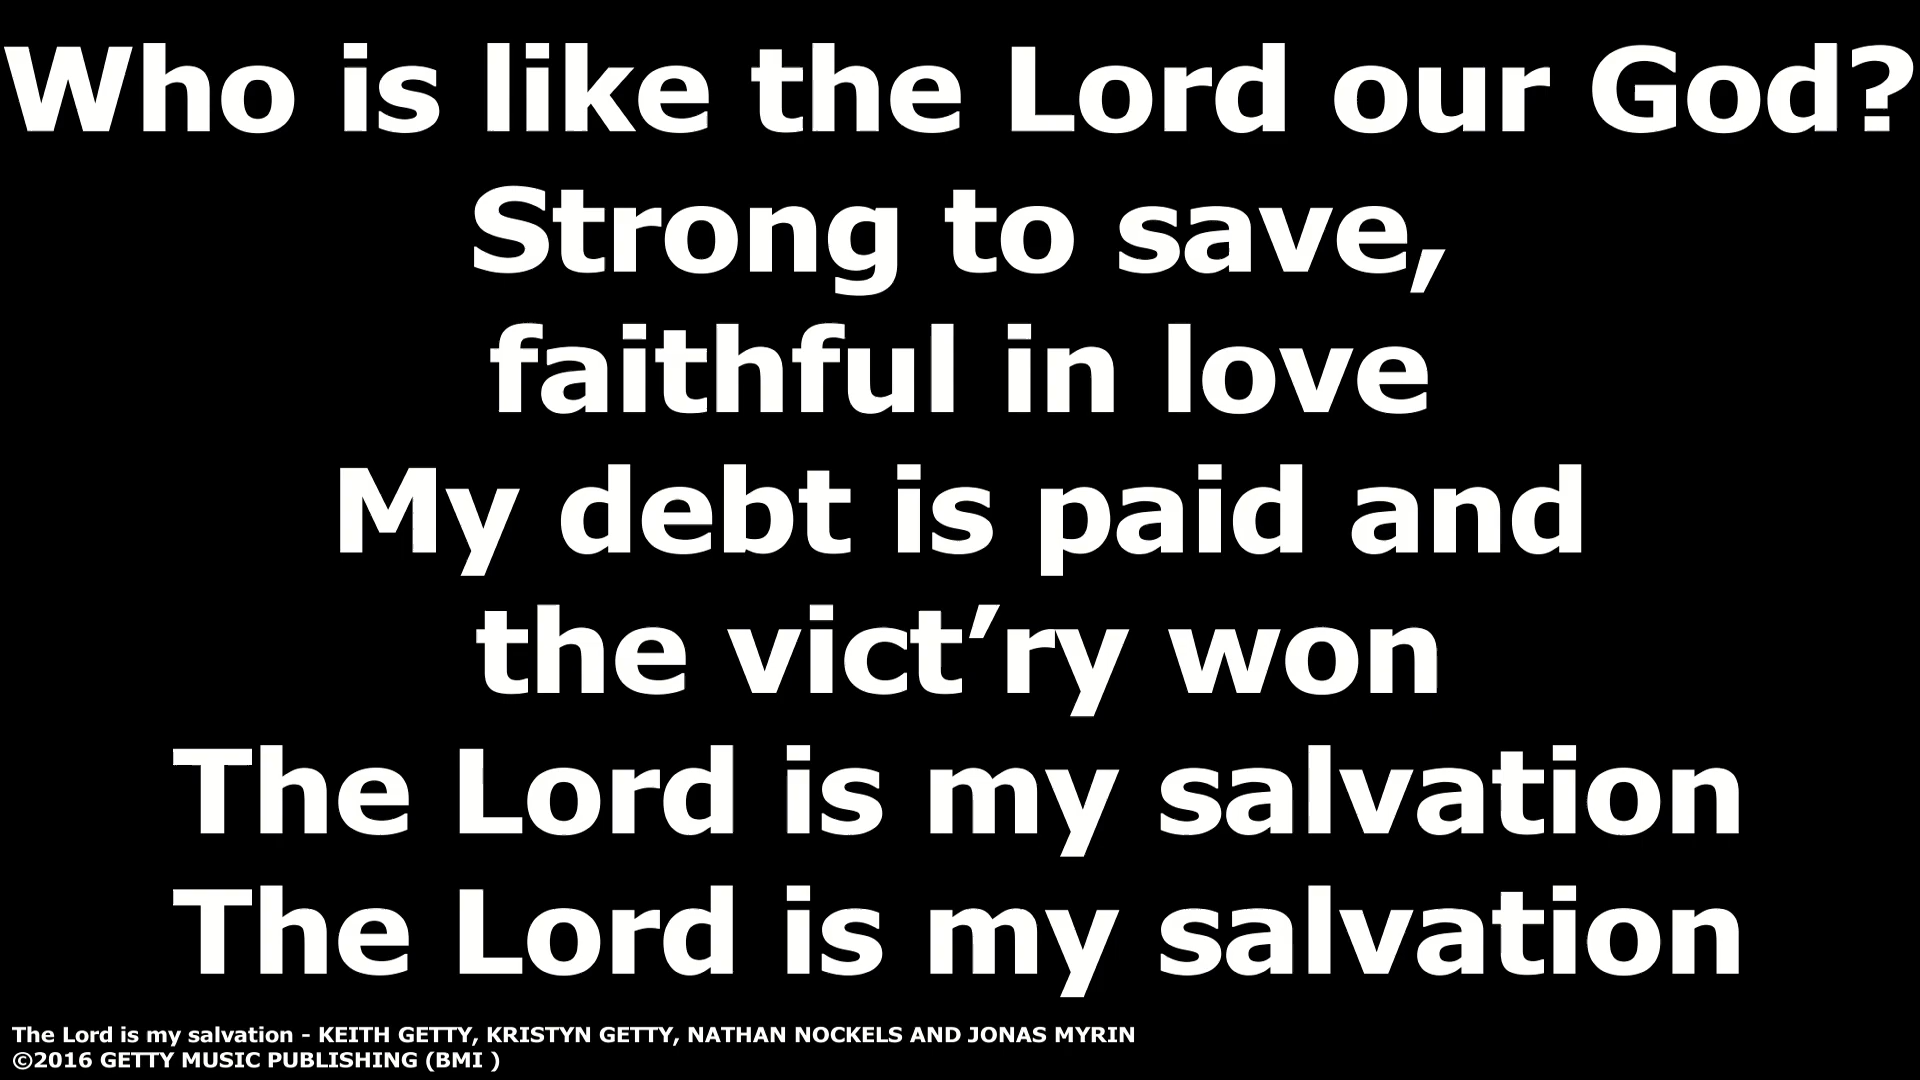 Who is like the Lord our God?
Strong to save,
faithful in love
My debt is paid and
the vict’ry won
The Lord is my salvation
The Lord is my salvation
The Lord is my salvation - KEITH GETTY, KRISTYN GETTY, NATHAN NOCKELS AND JONAS MYRIN
©2016 GETTY MUSIC PUBLISHING (BMI )